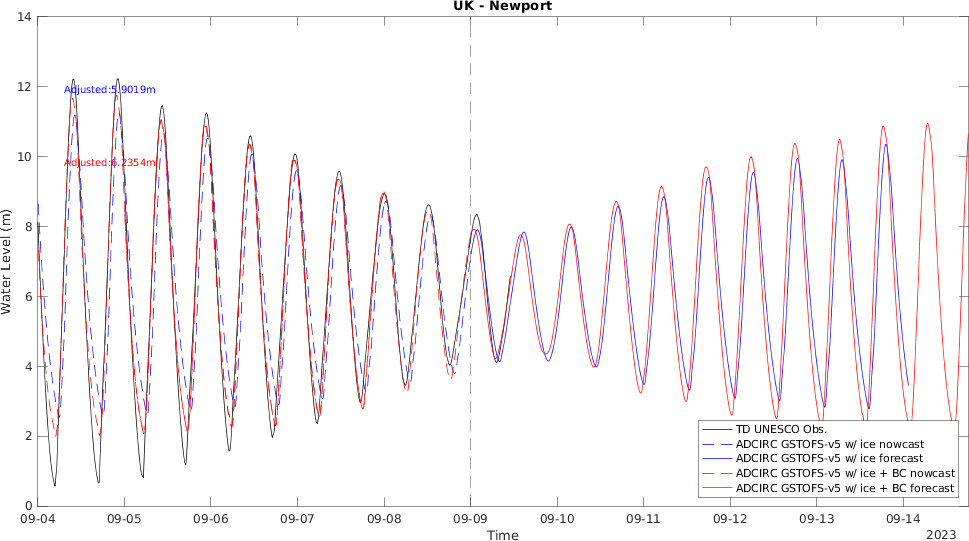 UK - Newport
14
12
10
8
6
4
2
0
Water Level (m)
Adjusted:5.9019m
Adjusted:6.2354m
TD UNESCO Obs.
ADCIRC GSTOFS-v5 w/ ice nowcast
ADCIRC GSTOFS-v5 w/ ice forecast
ADCIRC GSTOFS-v5 w/ ice + BC nowcast
ADCIRC GSTOFS-v5 w/ ice + BC forecast
09-04 09-05 09-06 09-07 09-08 09-09 09-10 09-11 09-12 09-13 09-14
Time
2023